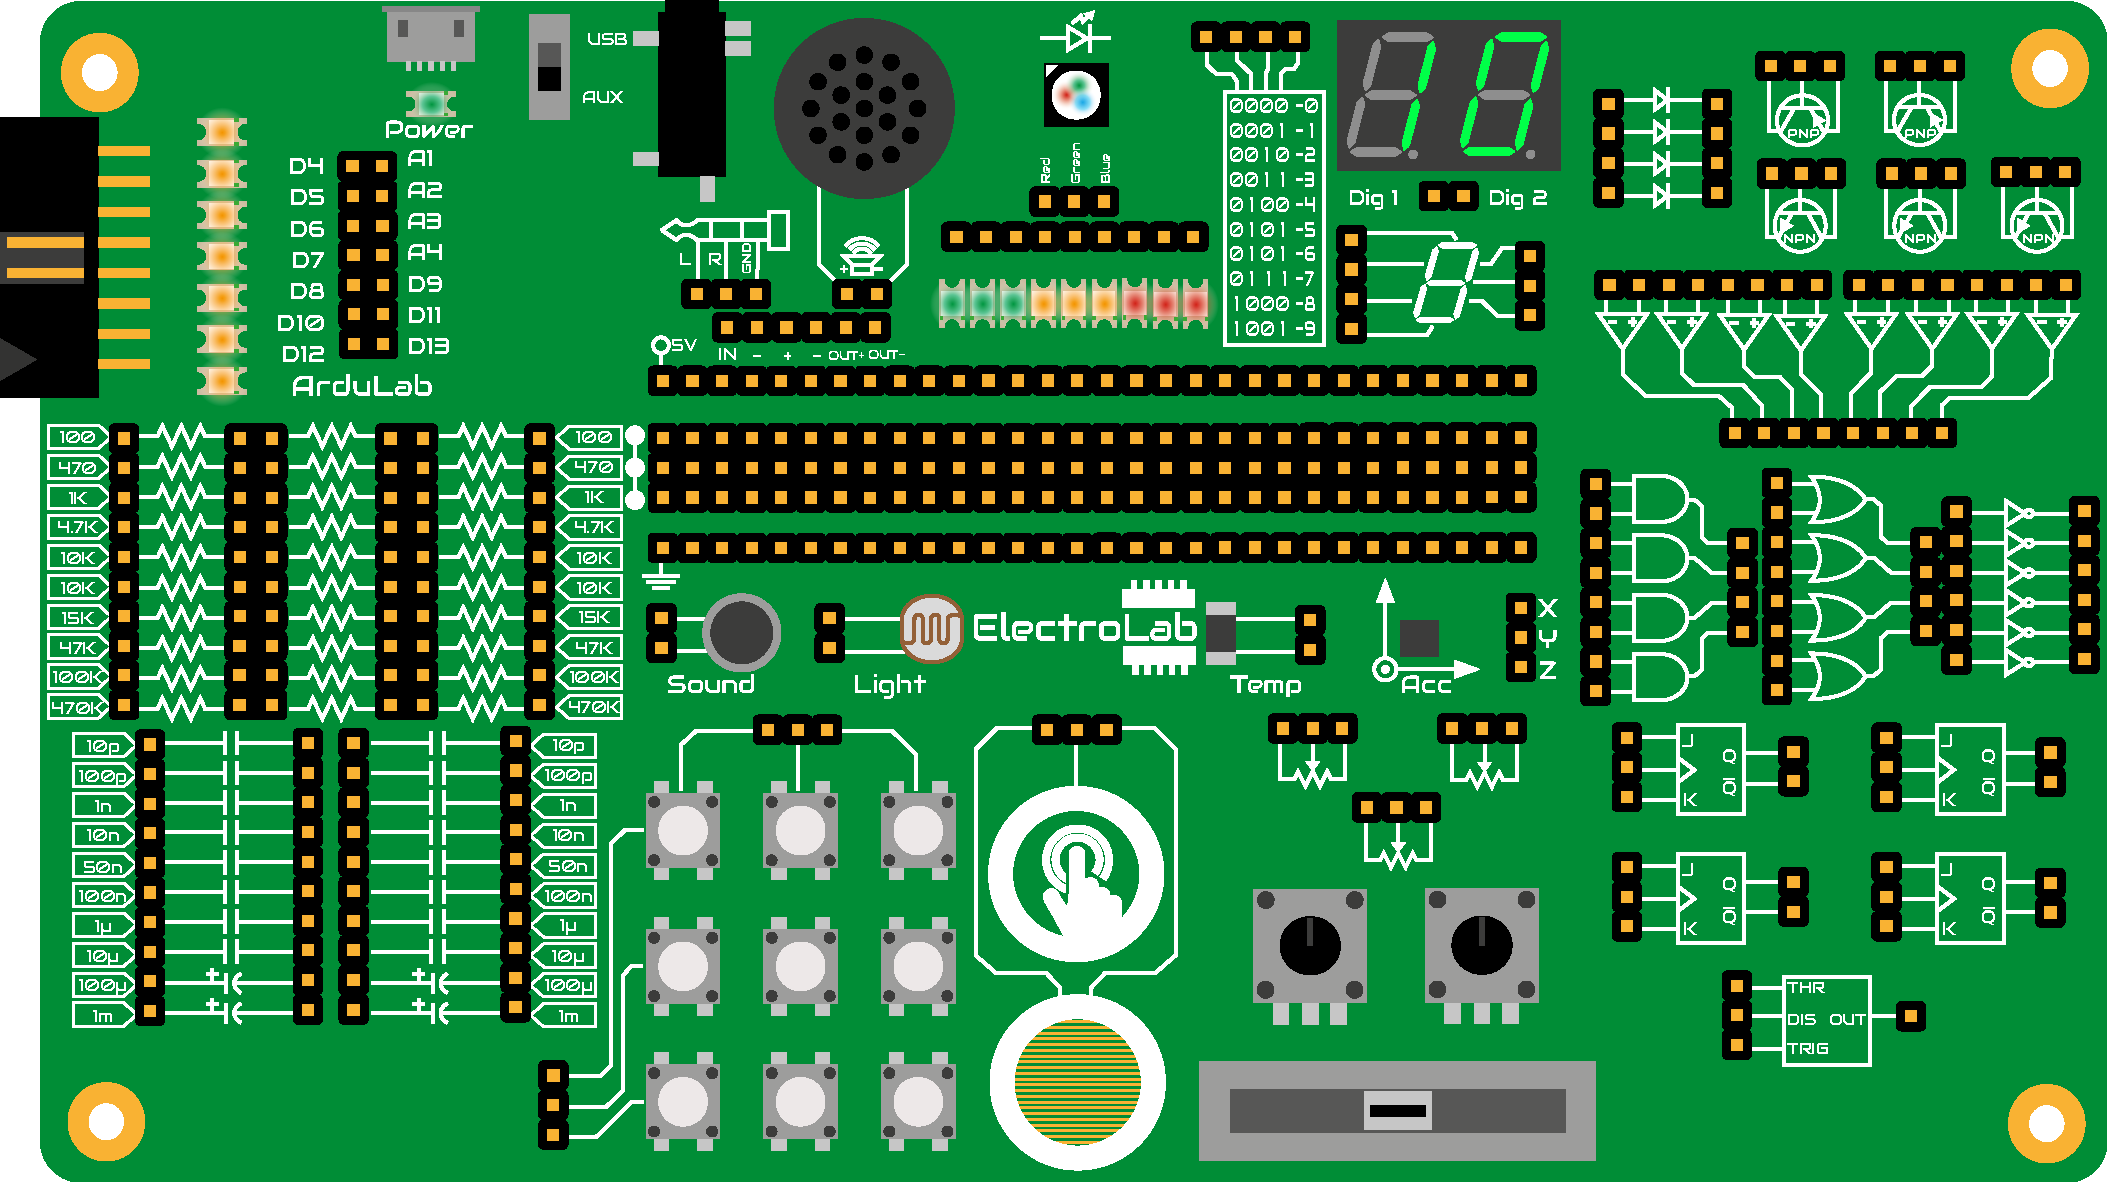 USB
AUX
Power
D4 A1
D5 A2
D6 A3
D7 A4
D8 D9
D10 D11
D12 D13
ArduLab
L R GND
+
5V
IN - + - OUT+ OUT-
Red Green Blue
0000 -0
0001 -1
0010 -2
0011 -3
0100 -4
0101 -5
0110 -6
0111 -7
1000 -8
1001 -9
10
Dig 1 Dig 2
PNP PNP
NPN NPN NPN
- + - + - + - + - + - + - + - +
100 100
470 470
1K 1K
4.7K 4.7K
10K 10K
10K 10K
15K 15K
47K 47K
100K 100K
470K 470K
10p 10p
100p 100p
1n 1n
10n 10n
50n 50n
100n 100n
1µ 1µ
10µ 10µ
100µ + + 100µ
1m + + 1m
Sound
Light
ElectroLab
Temp
Acc
X
Y
Z
J Q
K Q̅
J Q
K Q̅
J Q
K Q̅
J Q
K Q̅
THR
DIS OUT
TRIG